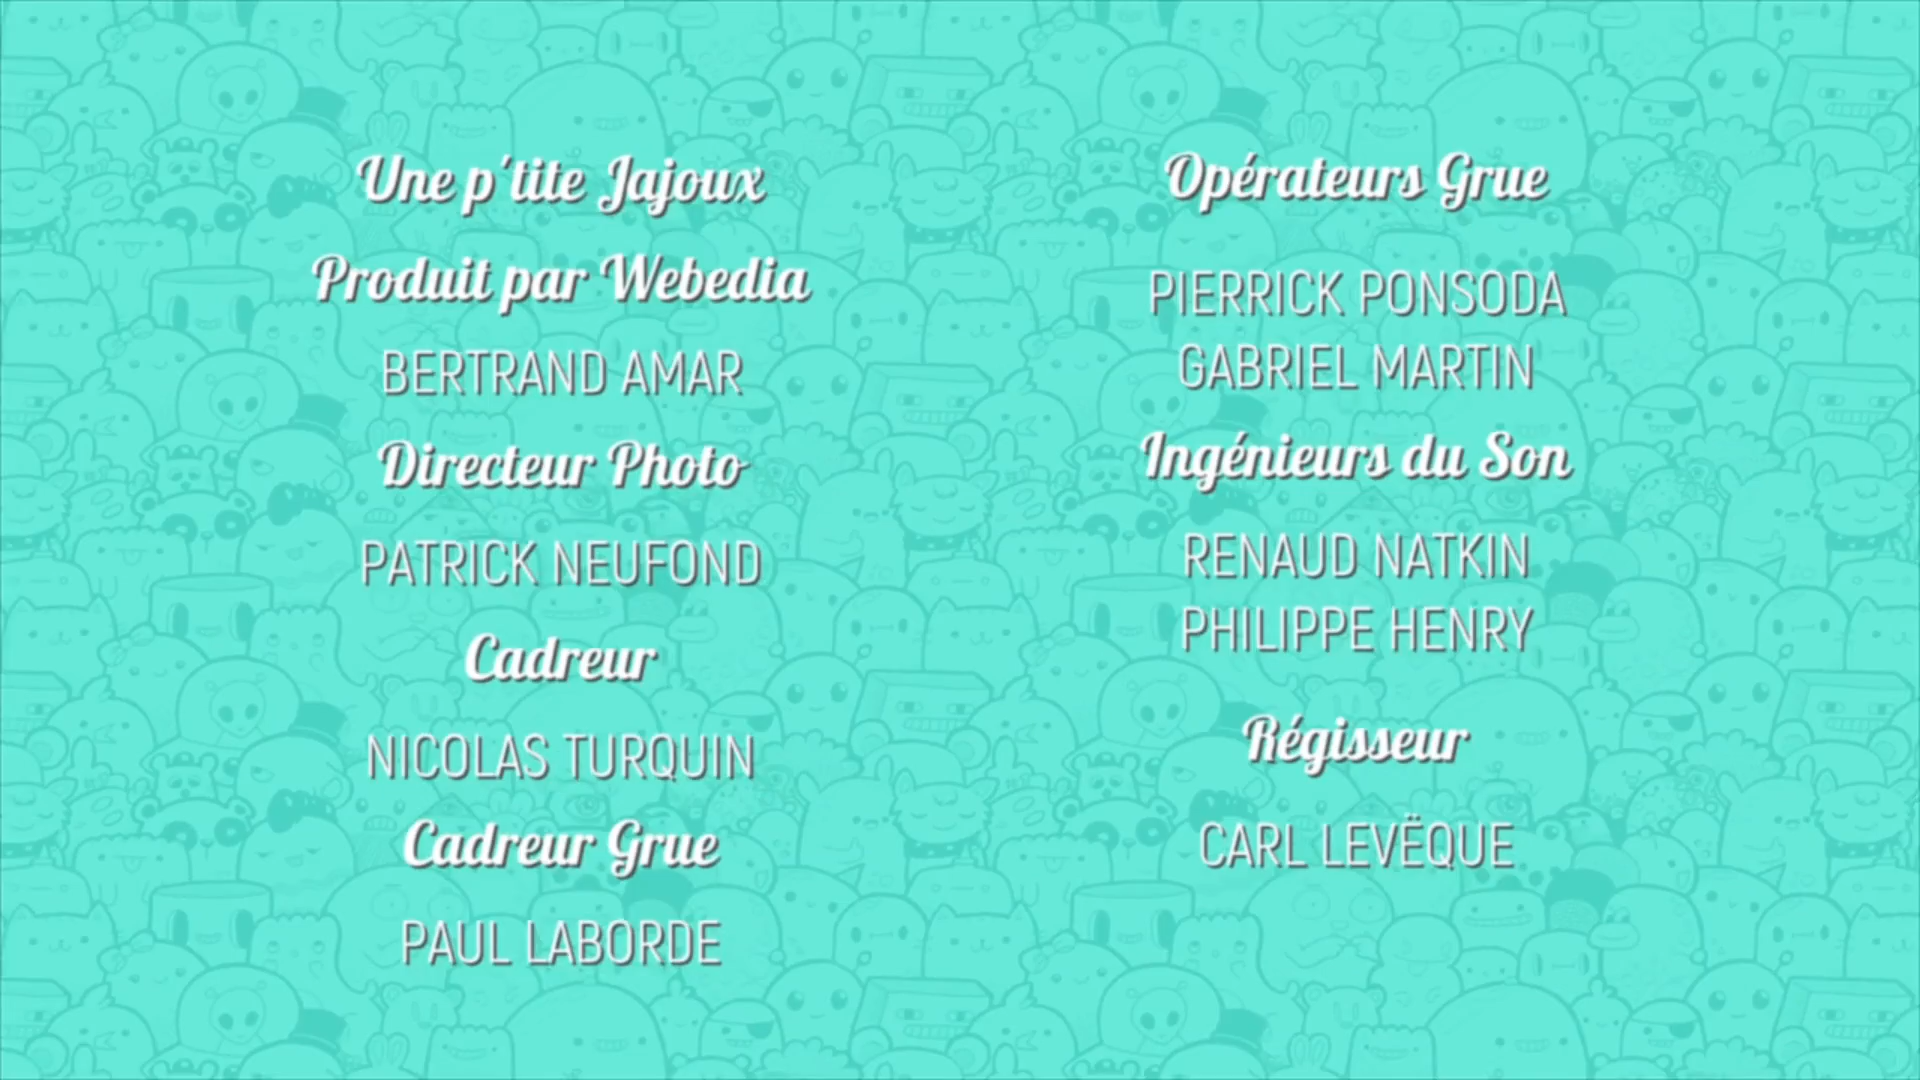 Une p'tite Jajoux
Produit par Webedia
BERTRAND AMAR
Directeur Photo
PATRICK NEUFOND
Cadreur
NICOLAS TURQUIN
Cadreur Grue
PAUL LABORDE
Opérateurs Grue
PIERRICK PONSODA
GABRIEL MARTIN
Ingénieurs du Son
RENAUD NATKIN
PHILIPPE HENRY
Régisseur
CARL LEVËQUE